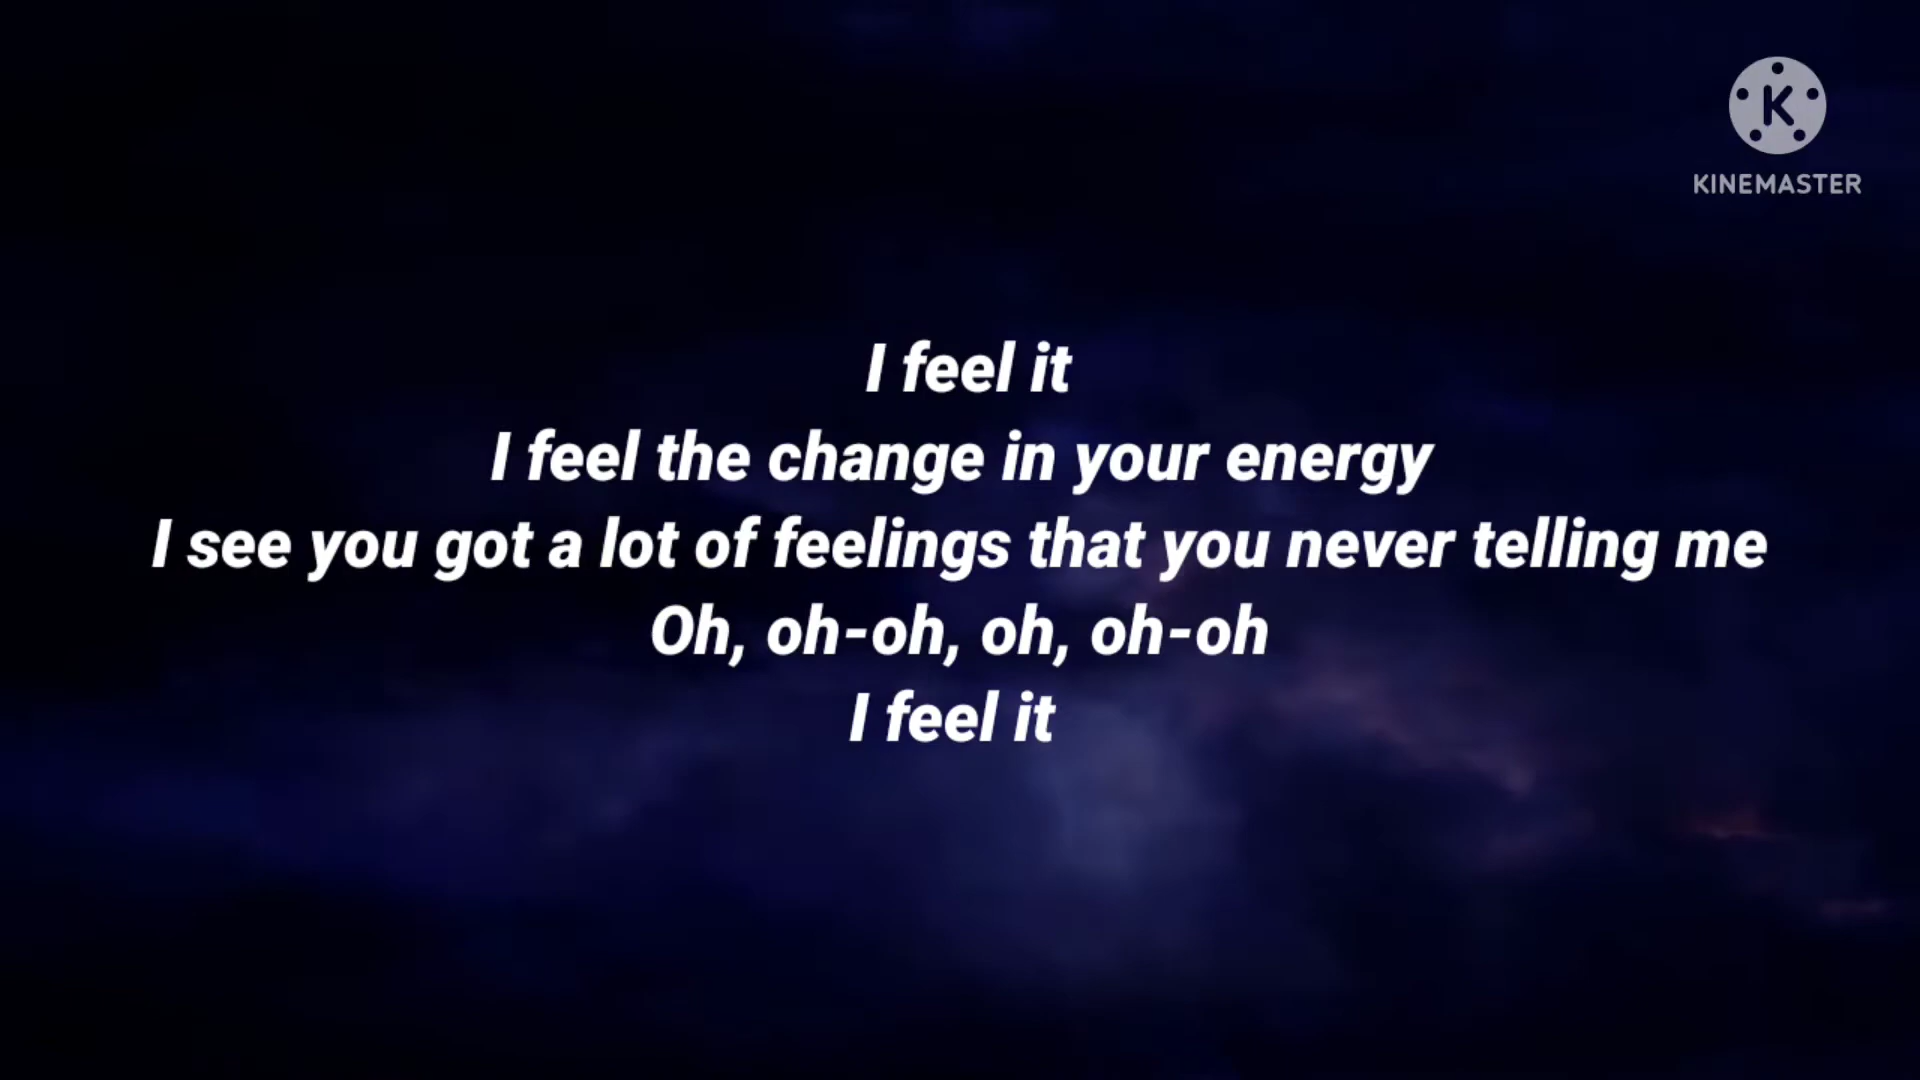 K
KINEMASTER
I feel it
I feel the change in your energy
I see you got a lot of feelings that you never telling me
Oh, oh-oh, oh, oh-oh
I feel it